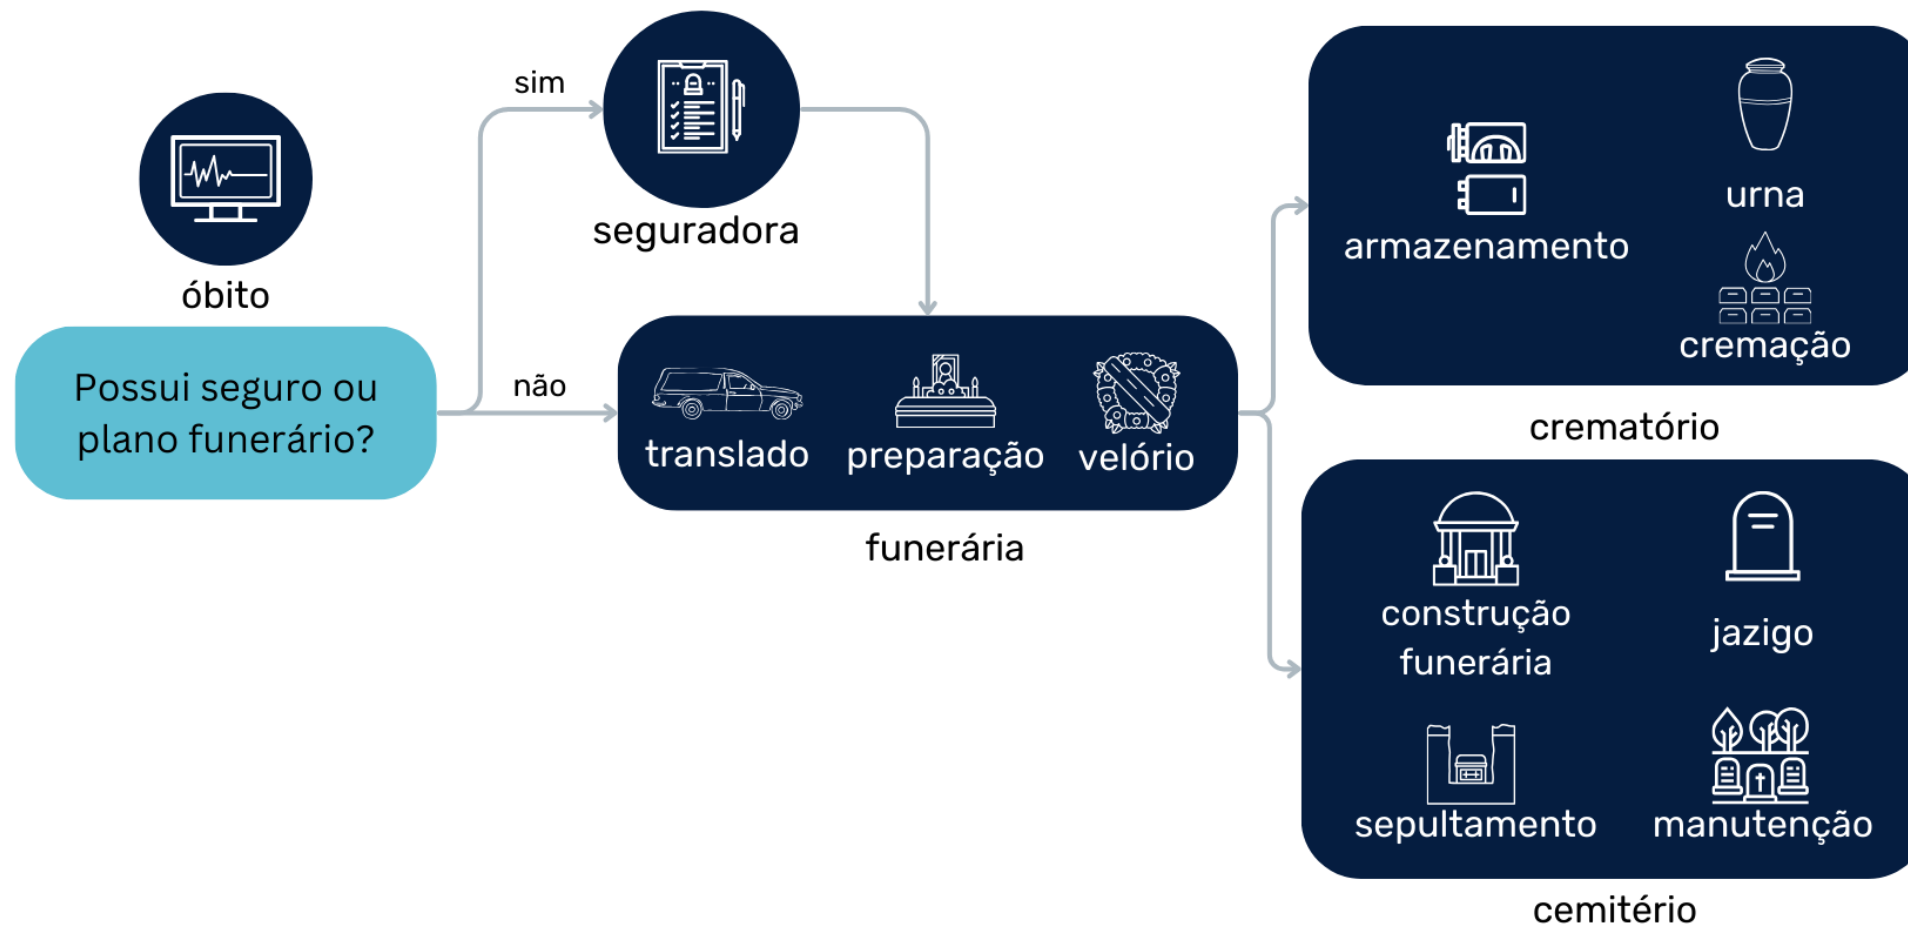 óbito
Possui seguro ou
plano funerário?
sim
não
seguradora
translado
preparação
velório
funerária
armazenamento
urna
cremação
crematório
construção
funerária
jazigo
sepultamento
manutenção
cemitério